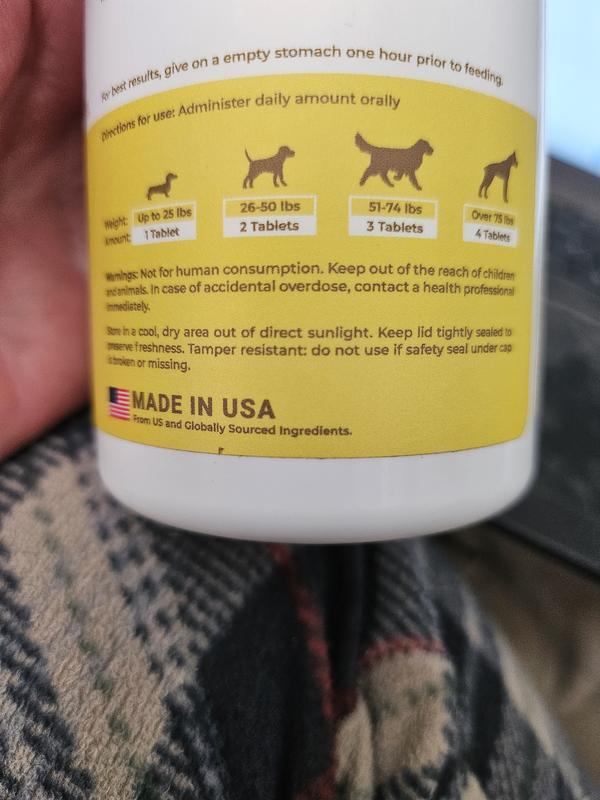 For best results, give on a empty stomach one hour prior to feeding.
Directions for use: Administer daily amount orally
Weight: Up to 25 lbs 26-50 lbs 51-74 lbs Over 75 lbs
Amount: 1 Tablet 2 Tablets 3 Tablets 4 Tablets
Warnings: Not for human consumption. Keep out of the reach of children
and animals. In case of accidental overdose, contact a health professional
immediately.
Store in a cool, dry area out of direct sunlight. Keep lid tightly sealed to
preserve freshness. Tamper resistant: do not use if safety seal under cap
is broken or missing.
MADE IN USA
From US and Globally Sourced Ingredients.